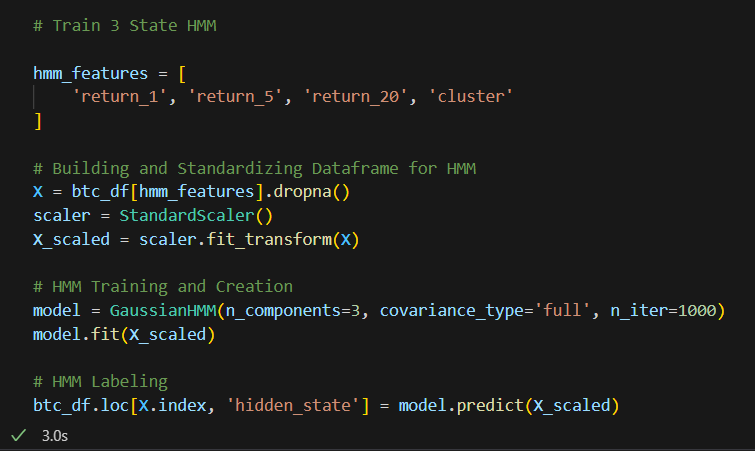 # Train 3 State HMM
hmm_features = [
    'return_1', 'return_5', 'return_20', 'cluster'
]
# Building and Standardizing Dataframe for HMM
X = btc_df[hmm_features].dropna()
scaler = StandardScaler()
X_scaled = scaler.fit_transform(X)
# HMM Training and Creation
model = GaussianHMM(n_components=3, covariance_type='full', n_iter=1000)
model.fit(X_scaled)
# HMM Labeling
btc_df.loc[X.index, 'hidden_state'] = model.predict(X_scaled)
3.0s